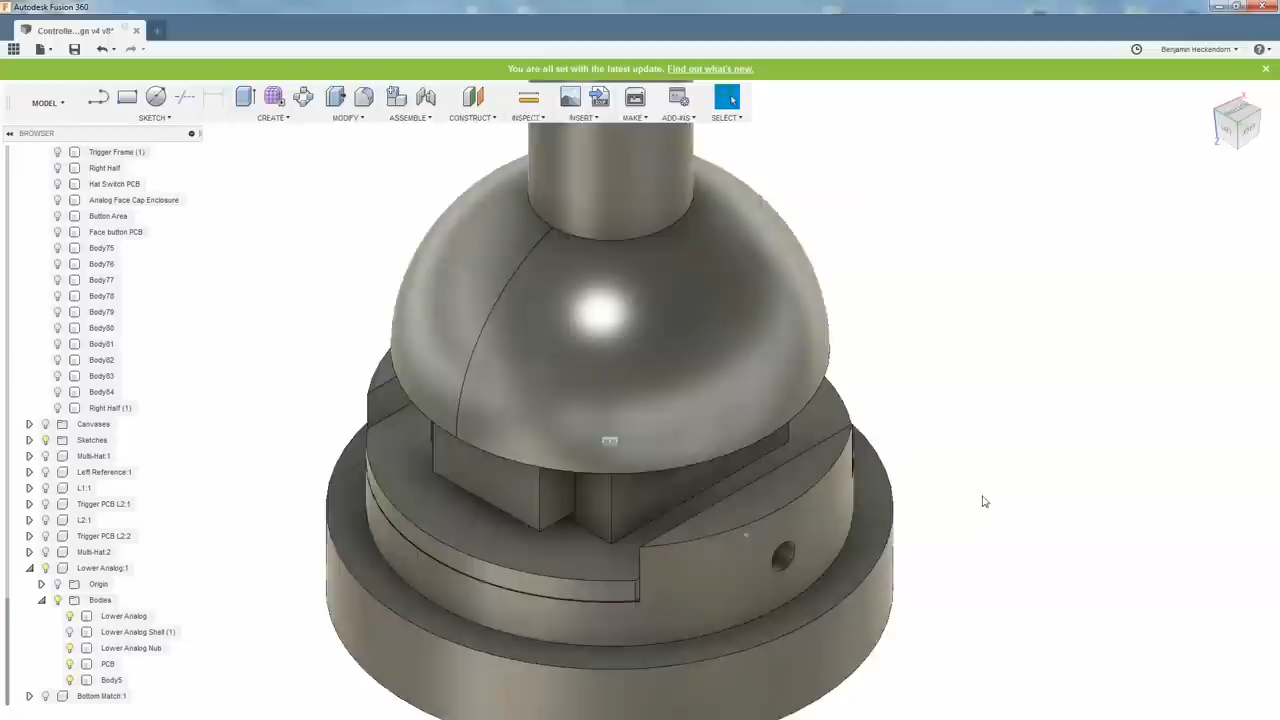 Autodesk Fusion 360
Controlle...gn v4 v8*
Benjamin Heckendorn
You are all set with the latest update. Find out what's new.
MODEL
SKETCH
CREATE
MODIFY
ASSEMBLE
CONSTRUCT
INSPECT
INSERT
MAKE
ADD-INS
SELECT
BROWSER
Trigger Frame (1)
Right Half
Hat Switch PCB
Analog Face Cap Enclosure
Button Area
Face button PCB
Body75
Body76
Body77
Body78
Body79
Body80
Body81
Body82
Body83
Body84
Right Half (1)
Canvases
Sketches
Multi-Hat:1
Left Reference:1
L1:1
Trigger PCB L2:1
L2:1
Trigger PCB L2:2
Multi-Hat:2
Lower Analog:1
Origin
Bodies
Lower Analog
Lower Analog Shell (1)
Lower Analog Nub
PCB
Body5
Bottom Match:1